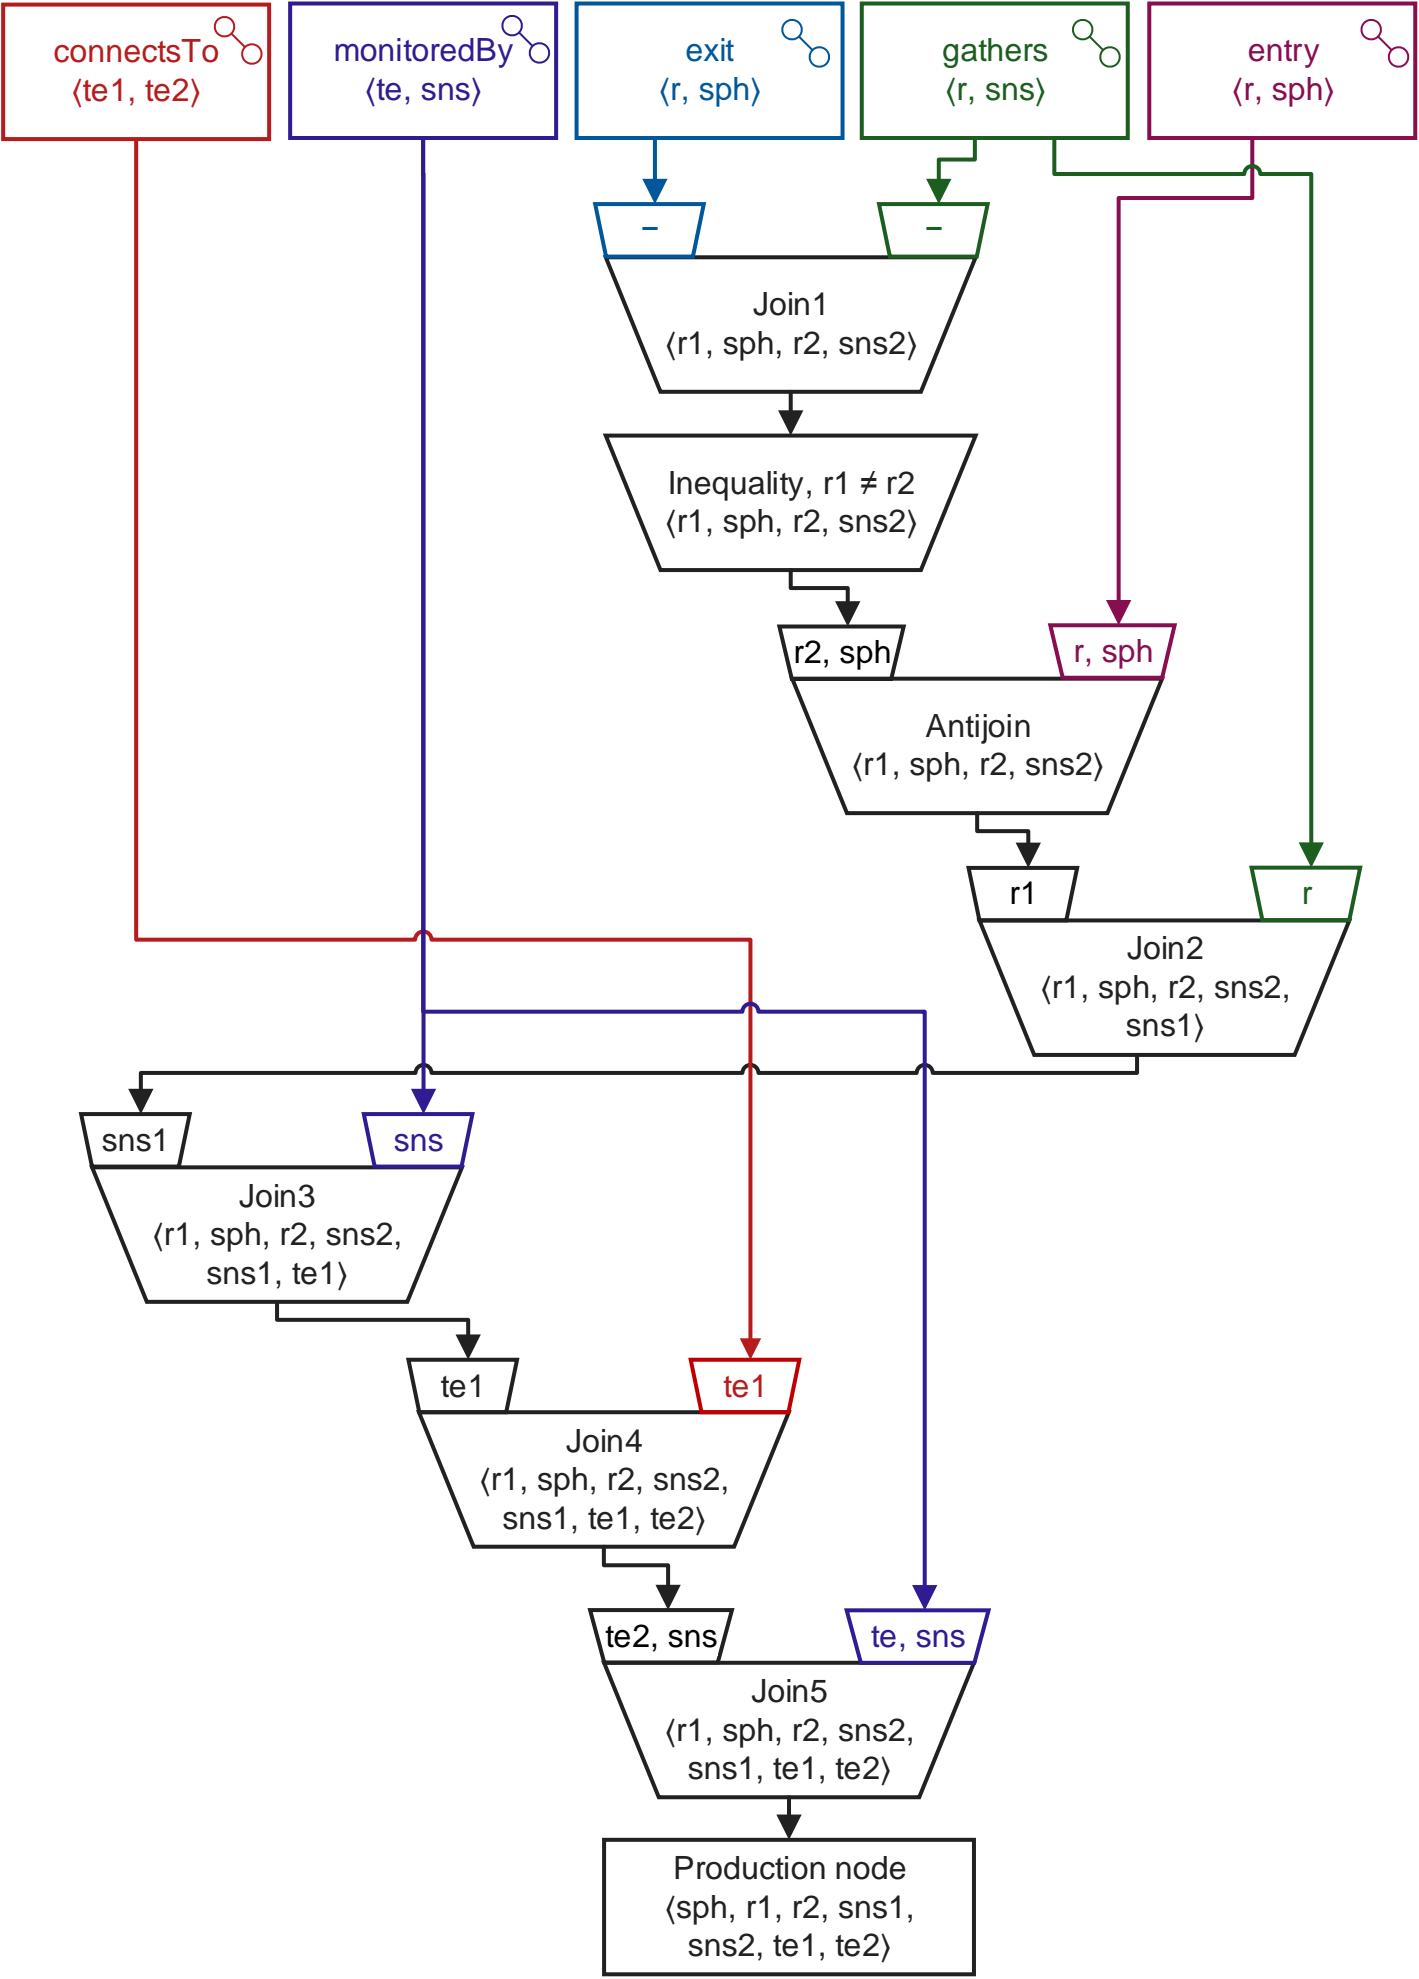 connectsTo
⟨te1, te2⟩
monitoredBy
⟨te, sns⟩
exit
⟨r, sph⟩
gathers
⟨r, sns⟩
entry
⟨r, sph⟩
–
–
Join1
⟨r1, sph, r2, sns2⟩
Inequality, r1 ≠ r2
⟨r1, sph, r2, sns2⟩
r2, sph
r, sph
Antijoin
⟨r1, sph, r2, sns2⟩
r1
r
Join2
⟨r1, sph, r2, sns2,
sns1⟩
sns1
sns
Join3
⟨r1, sph, r2, sns2,
sns1, te1⟩
te1
te1
Join4
⟨r1, sph, r2, sns2,
sns1, te1, te2⟩
te2, sns
te, sns
Join5
⟨r1, sph, r2, sns2,
sns1, te1, te2⟩
Production node
⟨sph, r1, r2, sns1,
sns2, te1, te2⟩